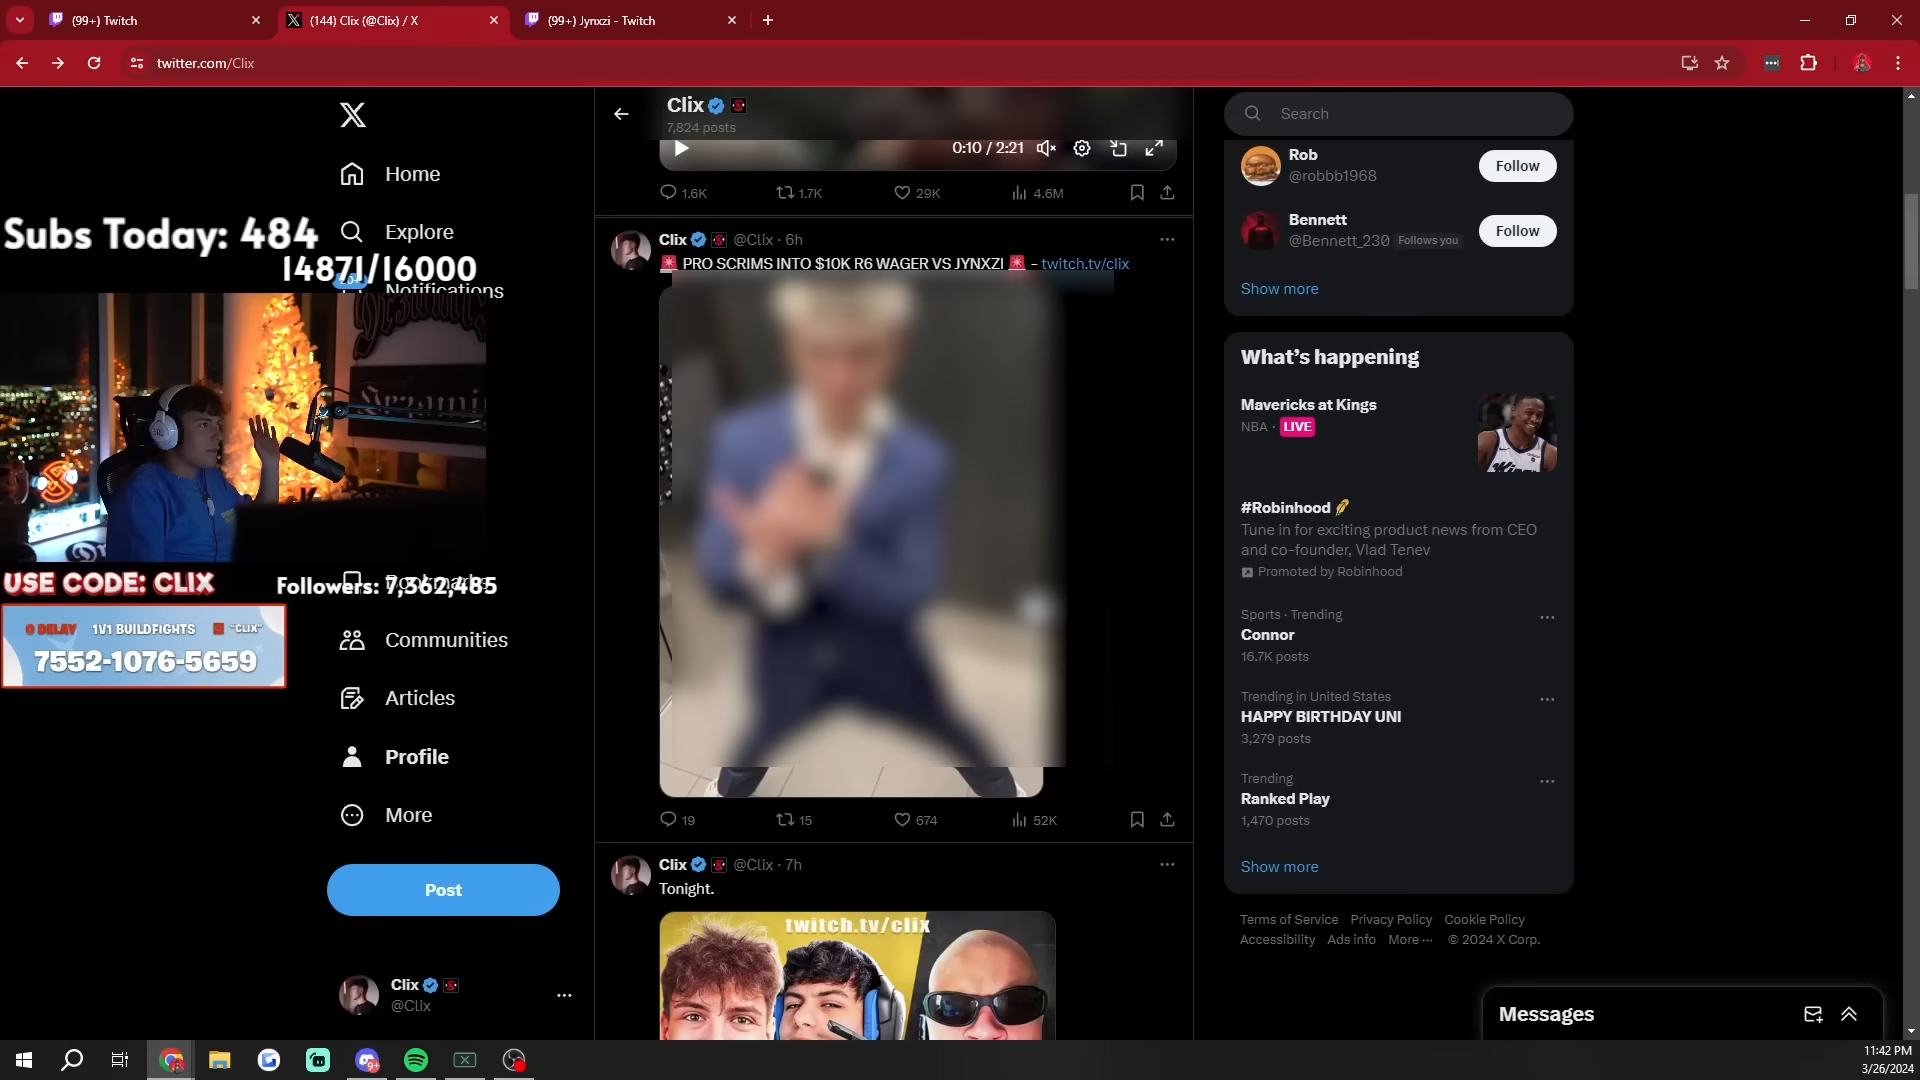 (99+) Twitch
(144) Clix (@Clix) / X
(99+) Jynxzi - Twitch
twitter.com/Clix
Home
Explore
Notifications
Communities
Articles
Profile
More
Post
Clix
@Clix
Subs Today: 484
14871/16000
USE CODE: CLIX
Followers: 7,362,485
0 DELAY 1V1 BUILDFIGHTS "CLIX"
7552-1076-5659
Clix
7,824 posts
0:10 / 2:21
1.6K 1.7K 29K 4.6M
Clix @Clix · 6h
🚨 PRO SCRIMS INTO $10K R6 WAGER VS JYNXZI 🚨 - twitch.tv/clix
19 15 674 52K
Clix @Clix · 7h
Tonight.
twitch.tv/clix
Search
Rob
@robbb1968
Follow
Bennett
@Bennett_230 Follows you
Follow
Show more
What's happening
Mavericks at Kings
NBA · LIVE
#Robinhood
Tune in for exciting product news from CEO
and co-founder, Vlad Tenev
Promoted by Robinhood
Sports · Trending
Connor
16.7K posts
Trending in United States
HAPPY BIRTHDAY UNI
3,279 posts
Trending
Ranked Play
1,470 posts
Show more
Terms of Service Privacy Policy Cookie Policy
Accessibility Ads info More ··· © 2024 X Corp.
Messages
11:42 PM
3/26/2024